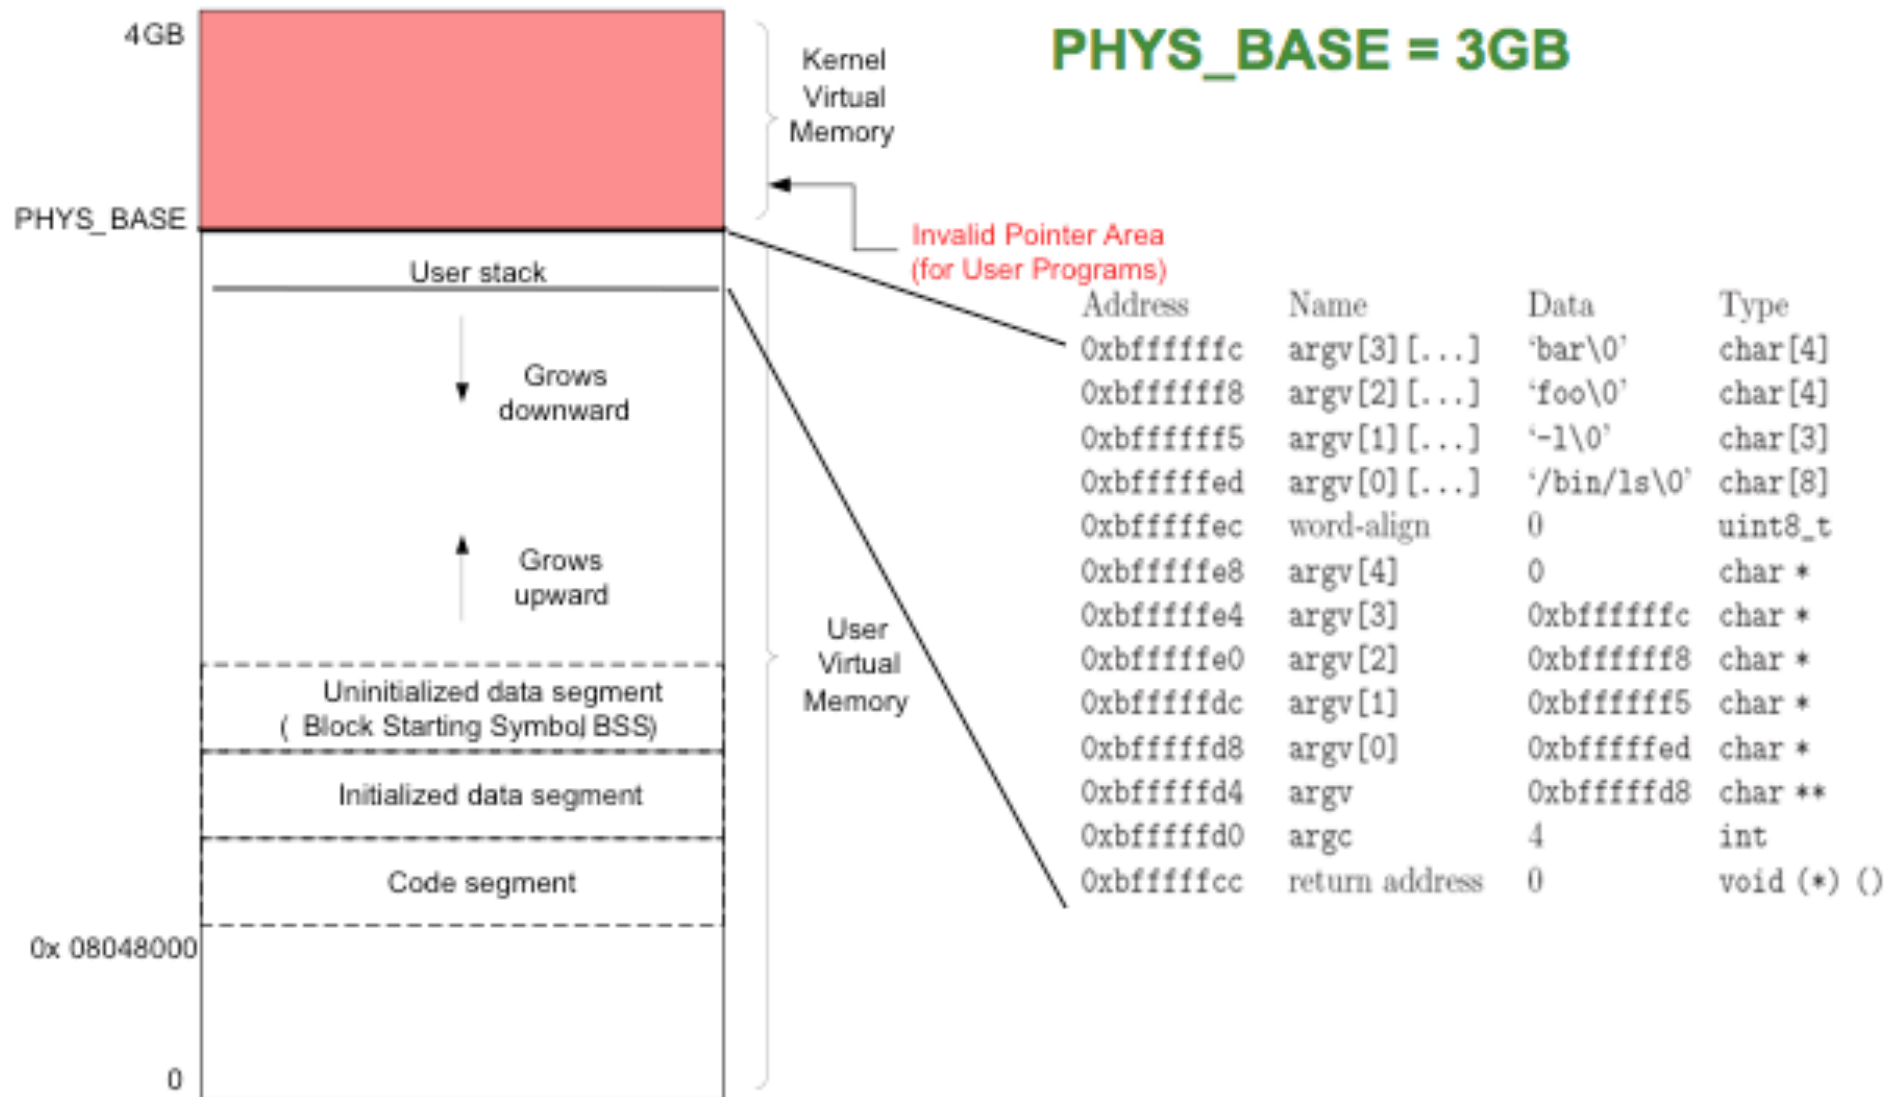 PHYS_BASE = 3GB
4GB
Kernel
Virtual
Memory
PHYS_BASE
Invalid Pointer Area
(for User Programs)
User stack
Grows
downward
Grows
upward
User
Virtual
Memory
Uninitialized data segment
( Block Starting Symbol BSS)
Initialized data segment
Code segment
0x 08048000
0
Address Name Data Type
0xbffffffc argv[3][...] ‘bar\0’ char[4]
0xbffffff8 argv[2][...] ‘foo\0’ char[4]
0xbffffff5 argv[1][...] ‘-l\0’ char[3]
0xbfffffed argv[0][...] ‘/bin/ls\0’ char[8]
0xbfffffec word-align 0 uint8_t
0xbfffffe8 argv[4] 0 char *
0xbfffffe4 argv[3] 0xbffffffc char *
0xbfffffe0 argv[2] 0xbffffff8 char *
0xbfffffdc argv[1] 0xbffffff5 char *
0xbfffffd8 argv[0] 0xbfffffed char *
0xbfffffd4 argv 0xbfffffd8 char **
0xbfffffd0 argc 4 int
0xbfffffcc return address 0 void (*) ()